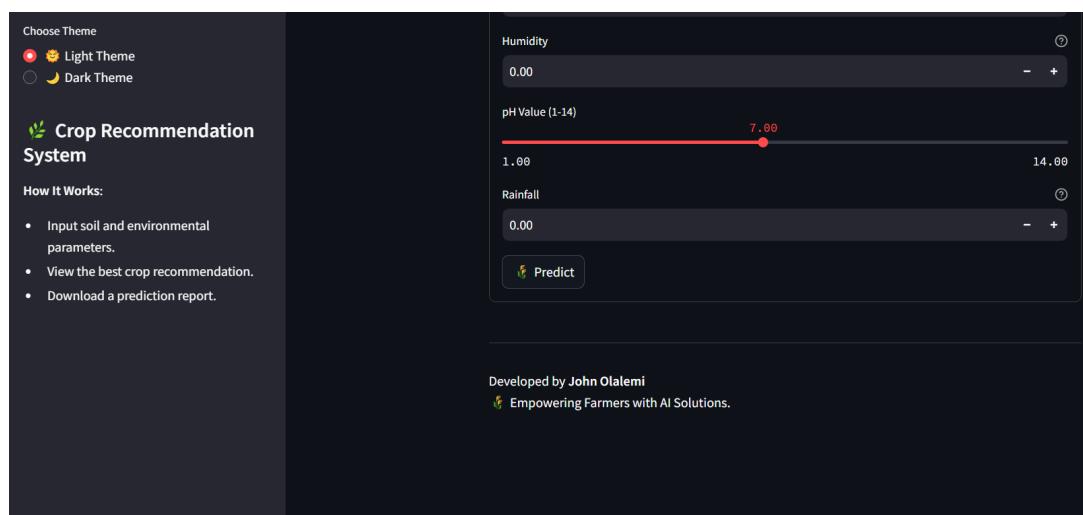 Choose Theme
🌞 Light Theme
🌙 Dark Theme
🌿 Crop Recommendation
System
How It Works:
• Input soil and environmental
parameters.
• View the best crop recommendation.
• Download a prediction report.
Humidity
0.00
pH Value (1-14)
7.00
1.00 14.00
Rainfall
0.00
🌾 Predict
Developed by John Olalemi
🌾 Empowering Farmers with AI Solutions.